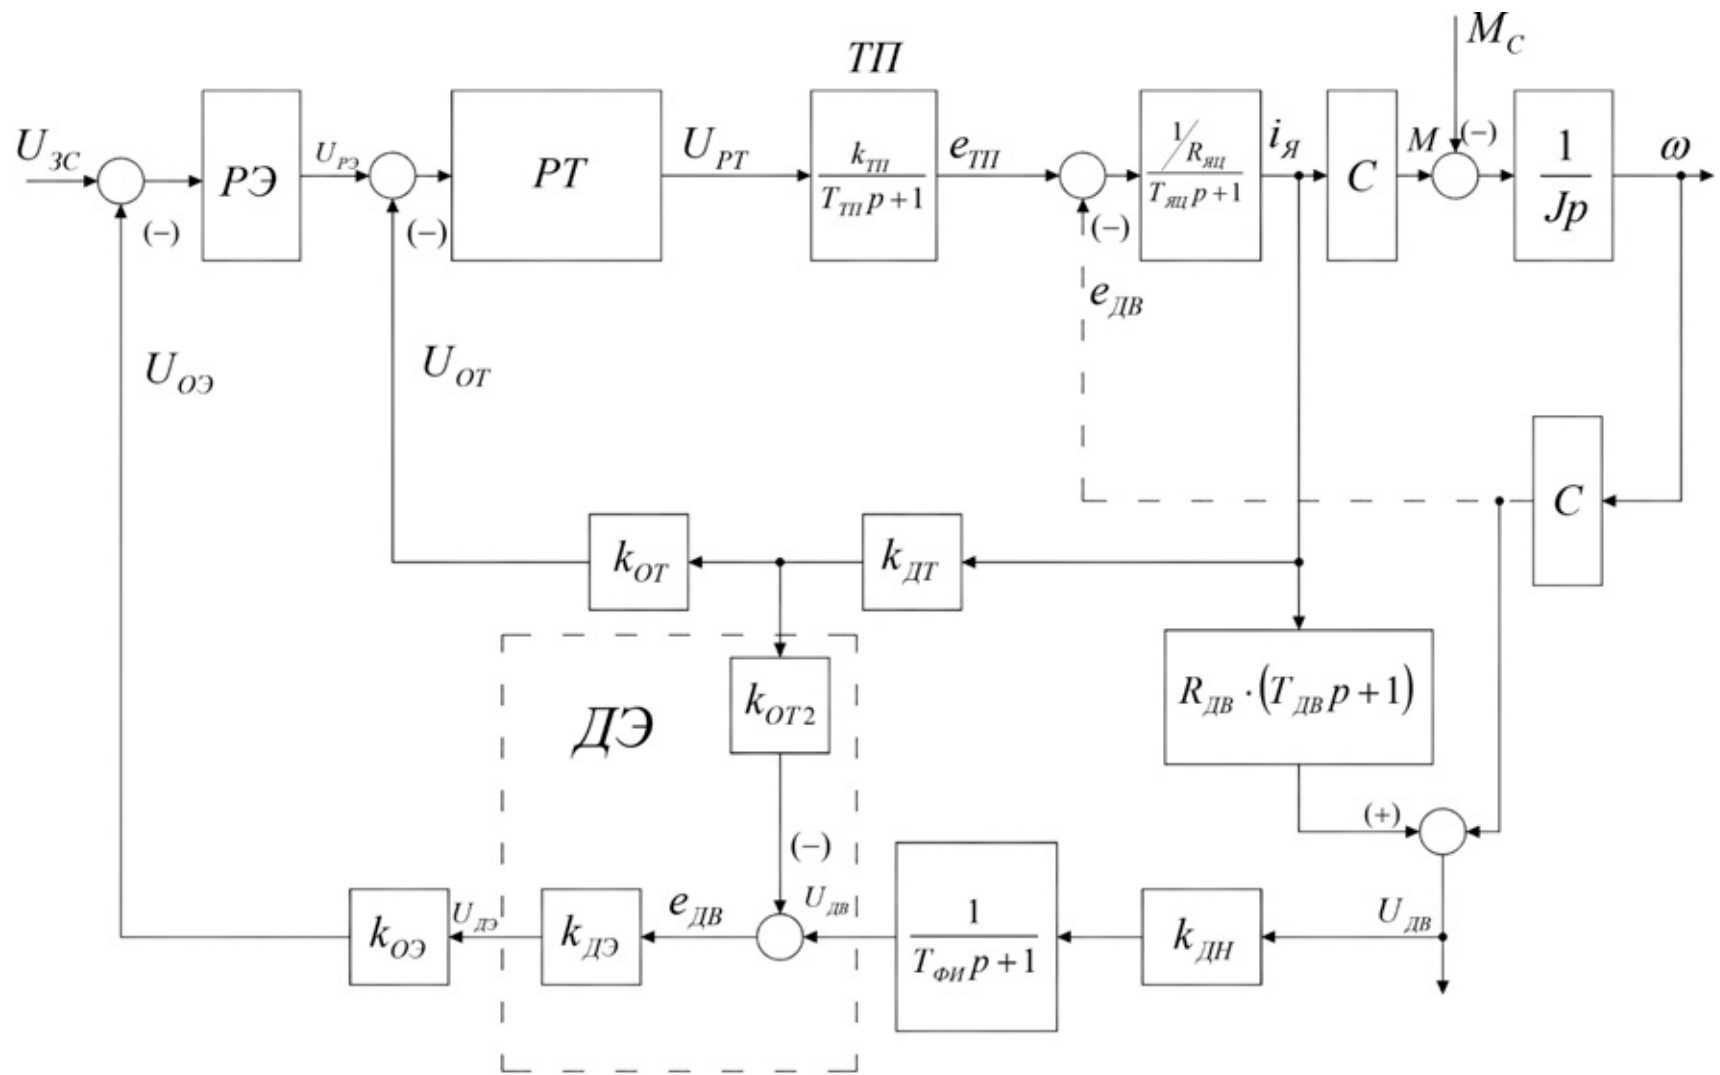 M_C
ТП
U_ЗС
(−)
РЭ
U_РЭ
(−)
РТ
U_РТ
k_ТП
T_ТП p + 1
e_ТП
(−)
1/R_ЯЦ
T_ЯЦ p + 1
i_Я
C
M
(−)
1
Jp
ω
e_ДВ
U_ОЭ
U_ОТ
C
k_ОТ
k_ДТ
R_ДВ · (T_ДВ p + 1)
ДЭ
k_ОТ2
(−)
(+)
k_ОЭ
U_ДЭ
k_ДЭ
e_ДВ
U_ДВ
1
T_ФИ p + 1
k_ДН
U_ДВ